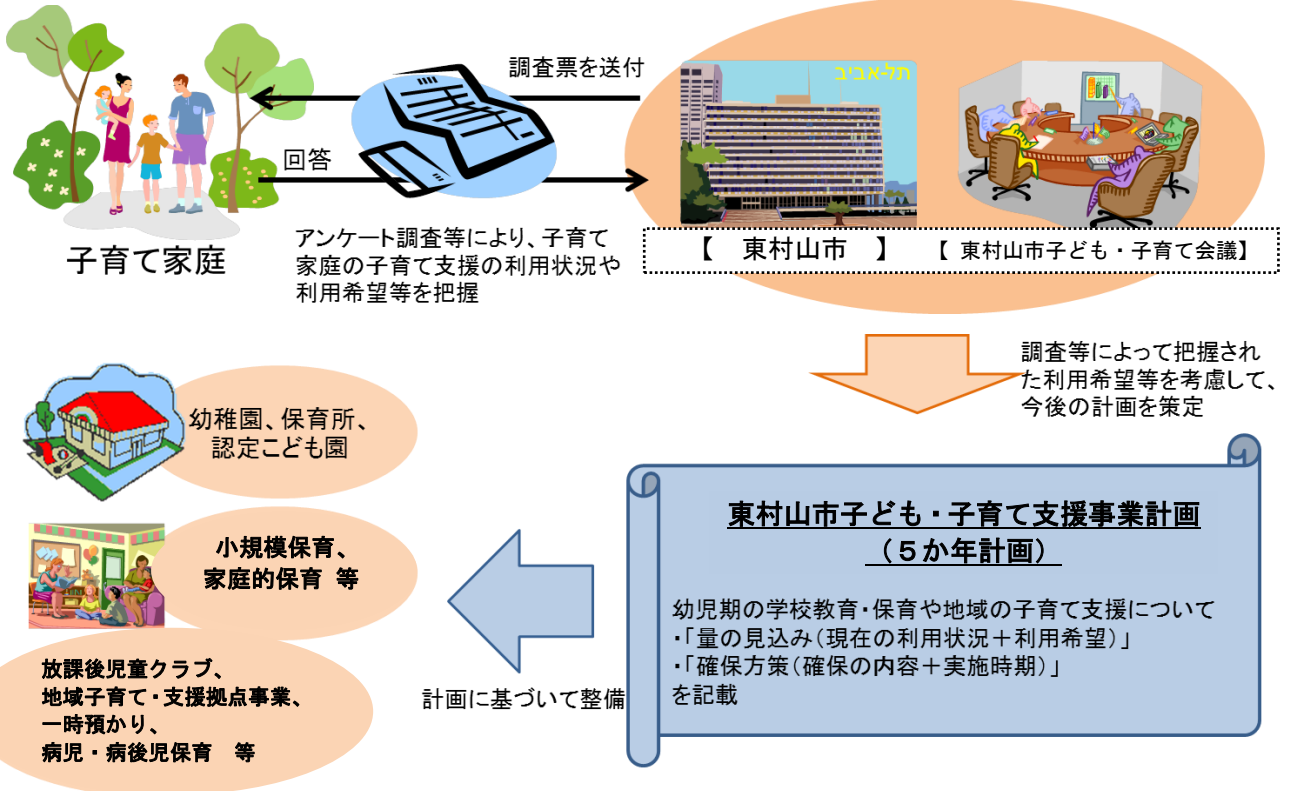 調査票を送付
回答
תל-אביב
子育て家庭
アンケート調査等により、子育て
家庭の子育て支援の利用状況や
利用希望等を把握
【　東村山市　】
【 東村山市子ども・子育て会議】
調査等によって把握され
た利用希望等を考慮して、
今後の計画を策定
東村山市子ども・子育て支援事業計画
（５か年計画）
幼児期の学校教育・保育や地域の子育て支援について
・「量の見込み（現在の利用状況＋利用希望）」
・「確保方策（確保の内容＋実施時期）」
を記載
計画に基づいて整備
幼稚園、保育所、
認定こども園
小規模保育、
家庭的保育 等
放課後児童クラブ、
地域子育て・支援拠点事業、
一時預かり、
病児・病後児保育　等